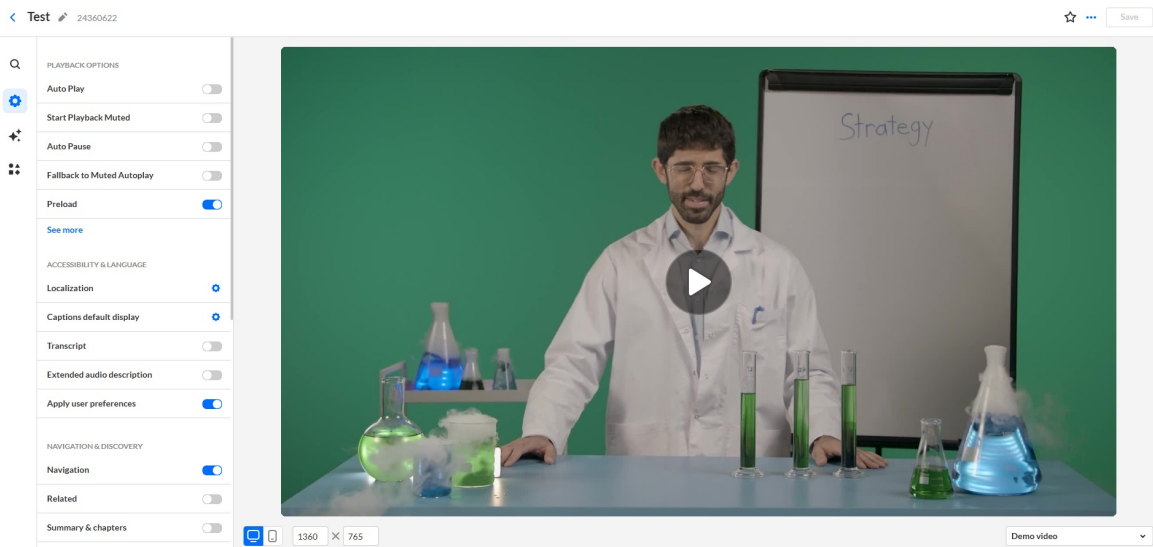 Test 24360622
Save
PLAYBACK OPTIONS
Auto Play
Start Playback Muted
Auto Pause
Fallback to Muted Autoplay
Preload
See more
ACCESSIBILITY & LANGUAGE
Localization
Captions default display
Transcript
Extended audio description
Apply user preferences
NAVIGATION & DISCOVERY
Navigation
Related
Summary & chapters
Strategy
1360 765
Demo video